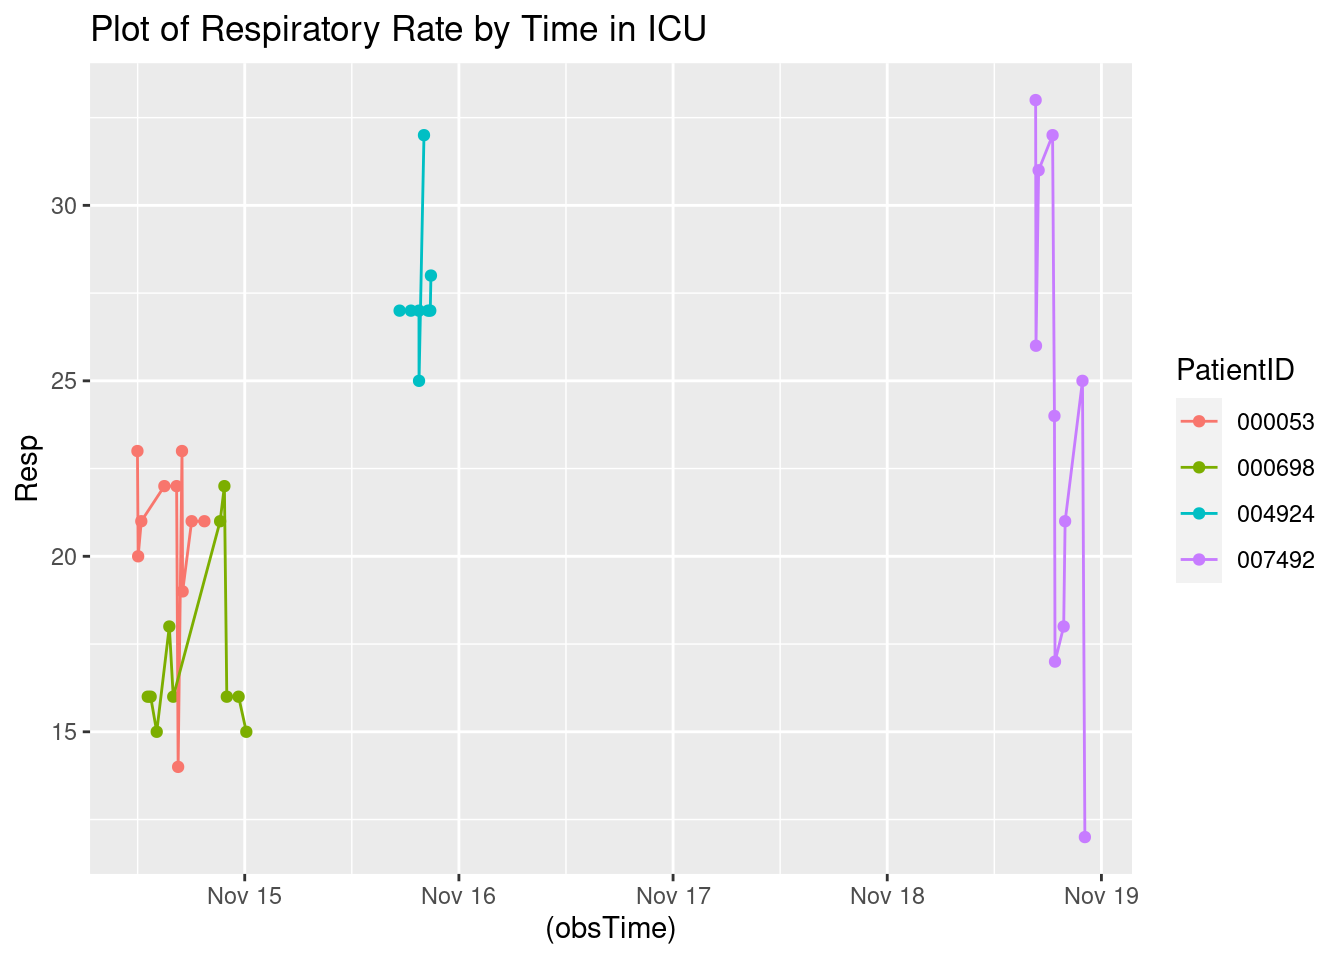 Plot of Respiratory Rate by Time in ICU
Resp
30
25
20
15
Nov 15
Nov 16
Nov 17
Nov 18
Nov 19
(obsTime)
PatientID
000053
000698
004924
007492